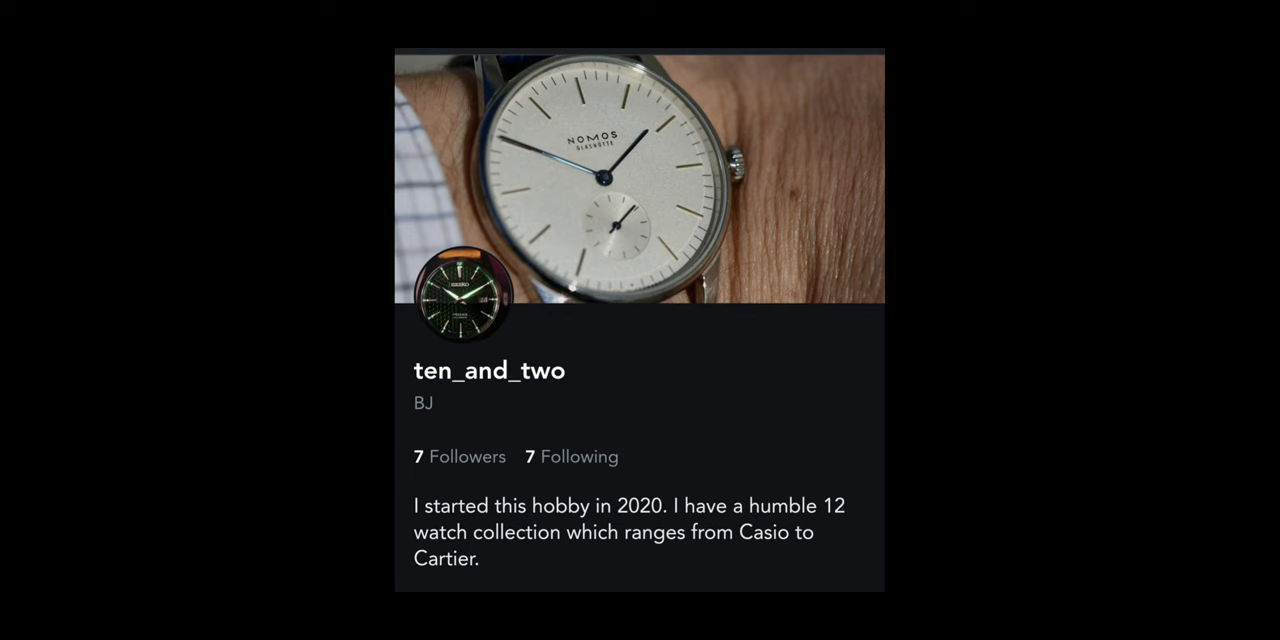 NOMOS
GLASHÜTTE
SEIKO
ten_and_two
BJ
7 Followers 7 Following
I started this hobby in 2020. I have a humble 12
watch collection which ranges from Casio to
Cartier.